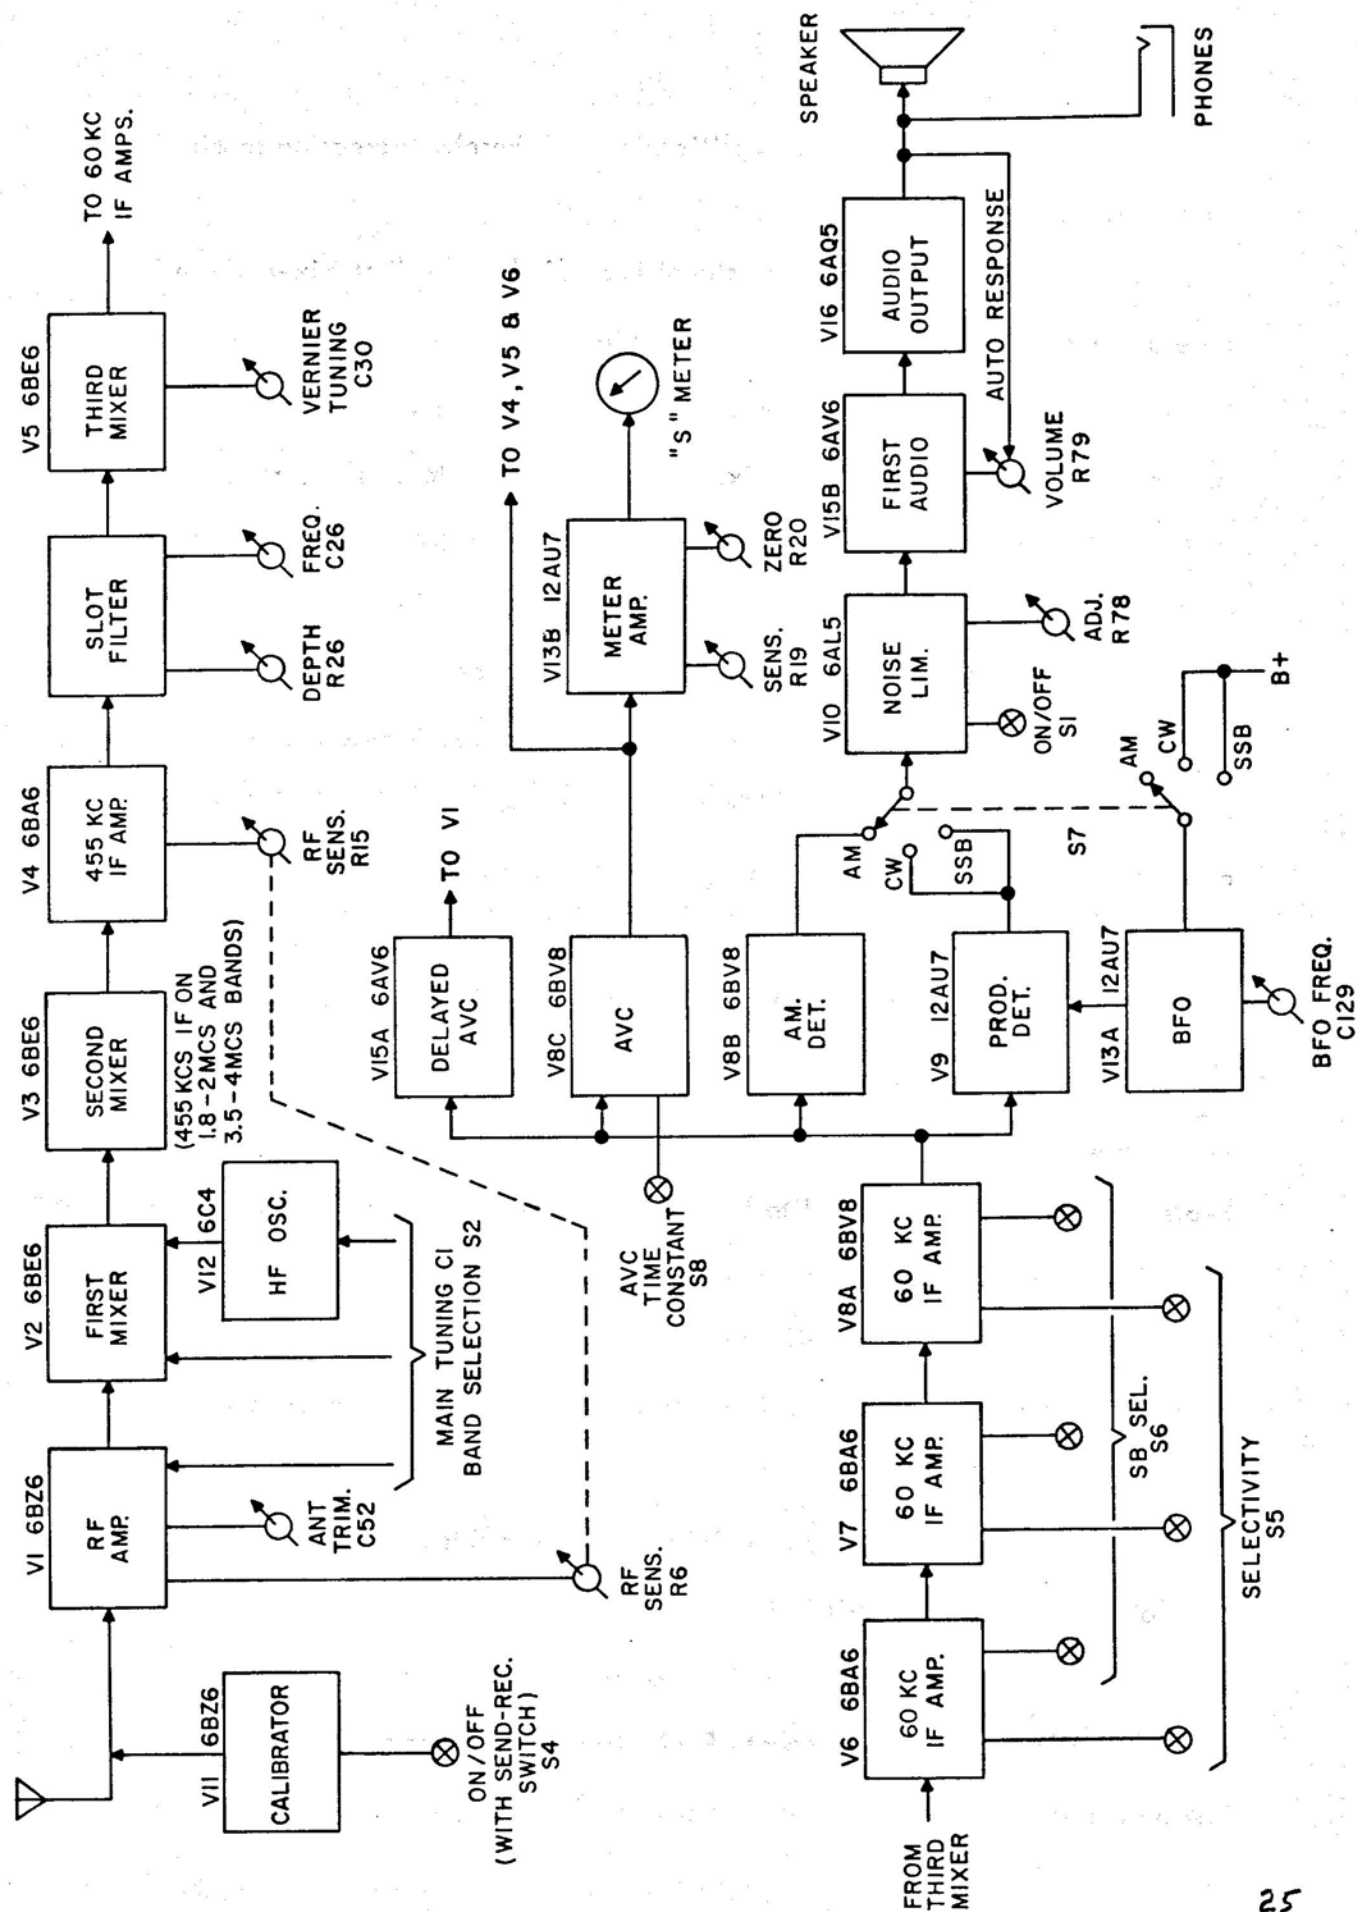 V11 6BZ6
CALIBRATOR
ON/OFF
(WITH SEND-REC.
SWITCH)
S4
V1 6BZ6
RF
AMP.
ANT
TRIM.
C52
RF
SENS.
R6
V2 6BE6
FIRST
MIXER
V12 6C4
HF OSC.
MAIN TUNING C1
BAND SELECTION S2
V3 6BE6
SECOND
MIXER
(455 KCS IF ON
1.8-2MCS AND
3.5-4MCS BANDS)
V4 6BA6
455 KC
IF AMP.
RF
SENS.
R15
SLOT
FILTER
DEPTH
R26
FREQ.
C26
V5 6BE6
THIRD
MIXER
VERNIER
TUNING
C30
TO 60 KC
IF AMPS.
V15A 6AV6
DELAYED
AVC
TO V1
V8C 6BV8
AVC
AVC
TIME
CONSTANT
S8
TO V4, V5 & V6
V13B 12AU7
METER
AMP.
SENS.
R19
ZERO
R20
"S" METER
FROM
THIRD
MIXER
V6 6BA6
60 KC
IF AMP.
V7 6BA6
60 KC
IF AMP.
V8A 6BV8
60 KC
IF AMP.
SB SEL.
S6
SELECTIVITY
S5
V8B 6BV8
AM.
DET.
V9 12AU7
PROD.
DET.
V13A 12AU7
BFO
BFO FREQ.
C129
AM
CW
SSB
S7
AM
CW
SSB
B+
V10 6AL5
NOISE
LIM.
ON/OFF
S1
ADJ.
R78
V15B 6AV6
FIRST
AUDIO
VOLUME
R79
AUTO RESPONSE
V16 6AQ5
AUDIO
OUTPUT
SPEAKER
PHONES
25